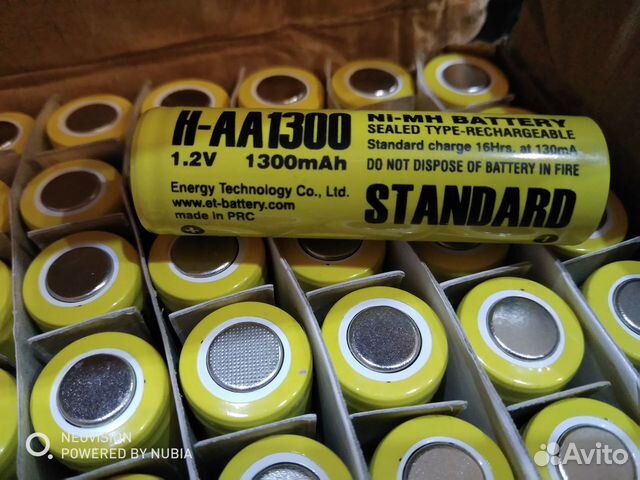 H-AA1300
1.2V 1300mAh
Energy Technology Co., Ltd.
www.et-battery.com
made in PRC
NI-MH BATTERY
SEALED TYPE-RECHARGEABLE
Standard charge 16Hrs. at 130mA
DO NOT DISPOSE OF BATTERY IN FIRE
STANDARD
+
-
NEOVISION
POWERED BY NUBIA
Avito